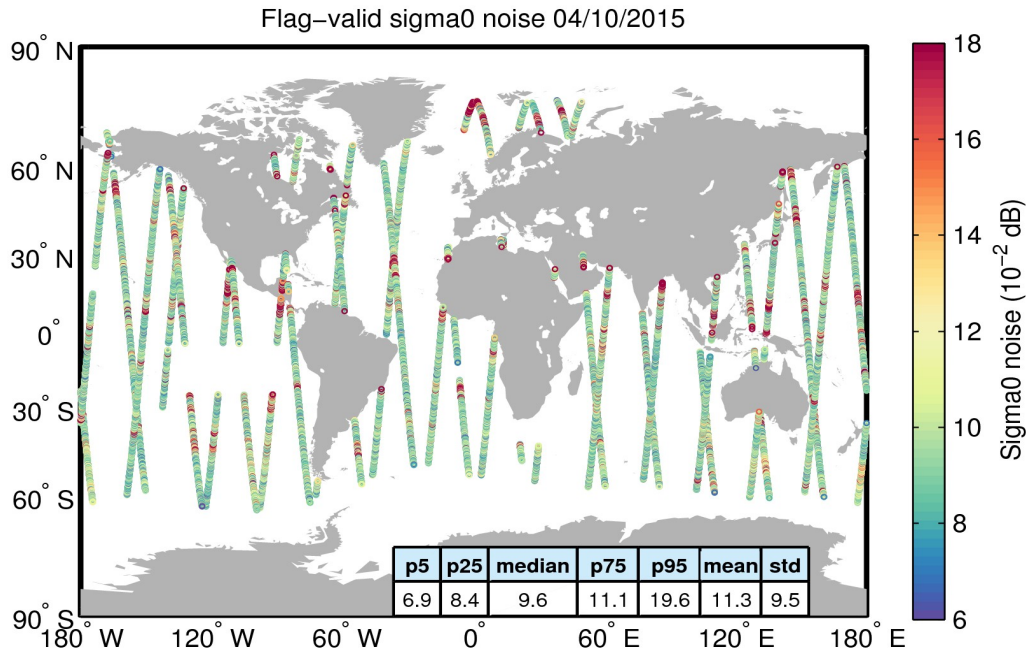 Flag−valid sigma0 noise 04/10/2015
90° N
60° N
30° N
0°
30° S
60° S
90° S
180° W
120° W
60° W
0°
60° E
120° E
180° E
18
16
14
12
10
8
6
Sigma0 noise (10⁻² dB)
p5 p25 median p75 p95 mean std
6.9 8.4 9.6 11.1 19.6 11.3 9.5